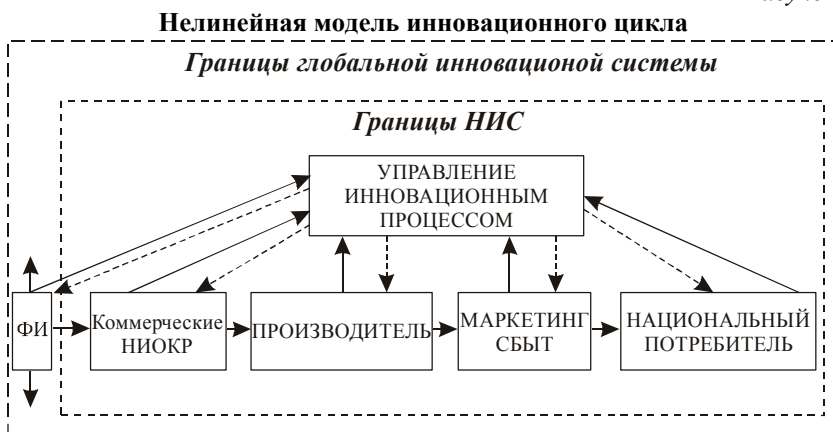 Нелинейная модель инновационного цикла
Границы глобальной инновационой системы
Границы НИС
УПРАВЛЕНИЕ
ИННОВАЦИОННЫМ
ПРОЦЕССОМ
ФИ
Коммерческие
НИОКР
ПРОИЗВОДИТЕЛЬ
МАРКЕТИНГ
СБЫТ
НАЦИОНАЛЬНЫЙ
ПОТРЕБИТЕЛЬ